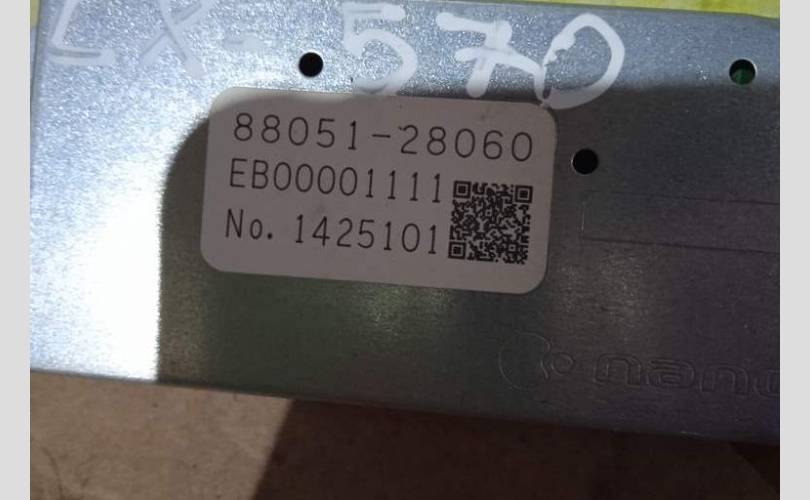 LX-570
88051-28060
EB00001111
No. 1425101
nano